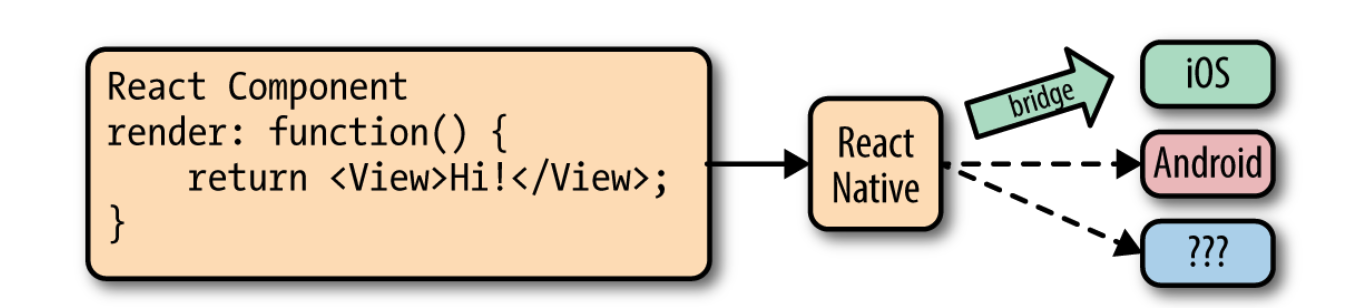 React Component
render: function() {
    return <View>Hi!</View>;
}
React
Native
bridge
iOS
Android
???